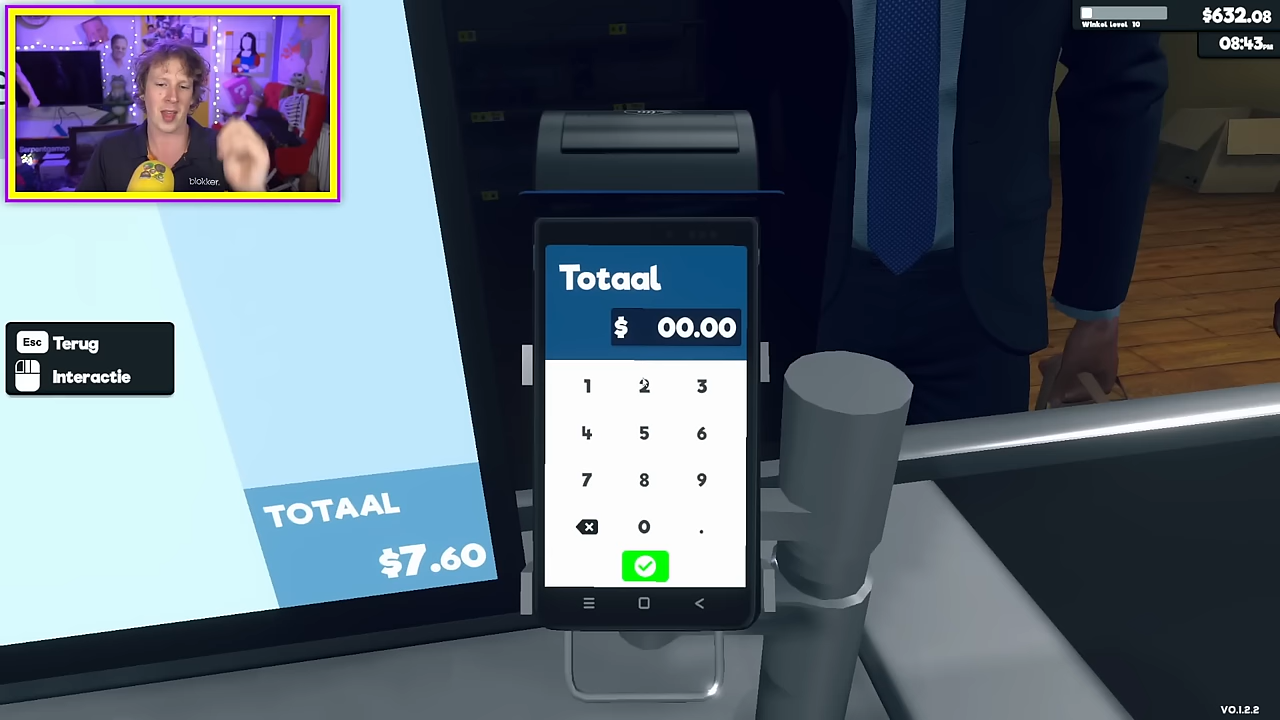 $632.08
Winkel Level 10
08:43PM
blokker.
Totaal
$ 00.00
Esc Terug
Interactie
1 2 3
4 5 6
7 8 9
0 .
TOTAAL
$7.60
V0.1.2.2